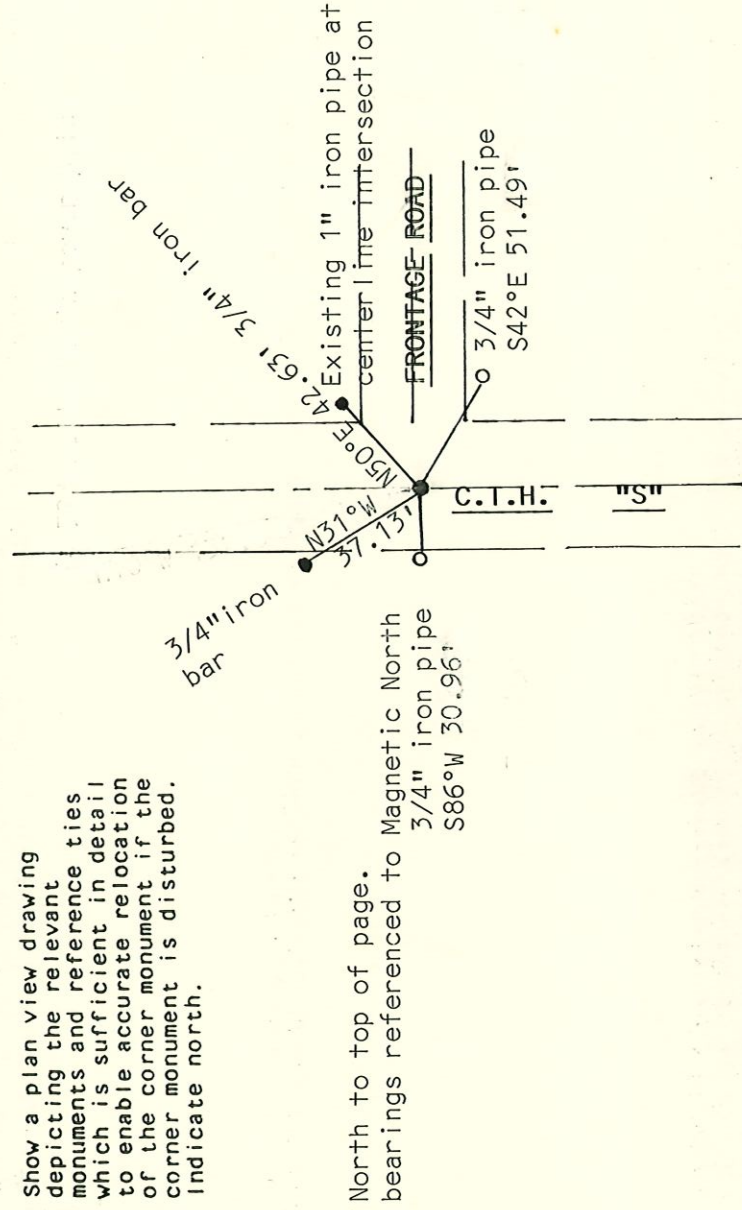 Show a plan view drawing
depicting the relevant
monuments and reference ties
which is sufficient in detail
to enable accurate relocation
of the corner monument if the
corner monument is disturbed.
Indicate north.
North to top of page.
bearings referenced to Magnetic North
3/4" iron
bar
N31°W
37.13'
N50°E 42.63' 3/4" iron bar
Existing 1" iron pipe at
centerline intersection
FRONTAGE ROAD
3/4" iron pipe
S42°E 51.49'
C.T.H. "S"
3/4" iron pipe
S86°W 30.96'